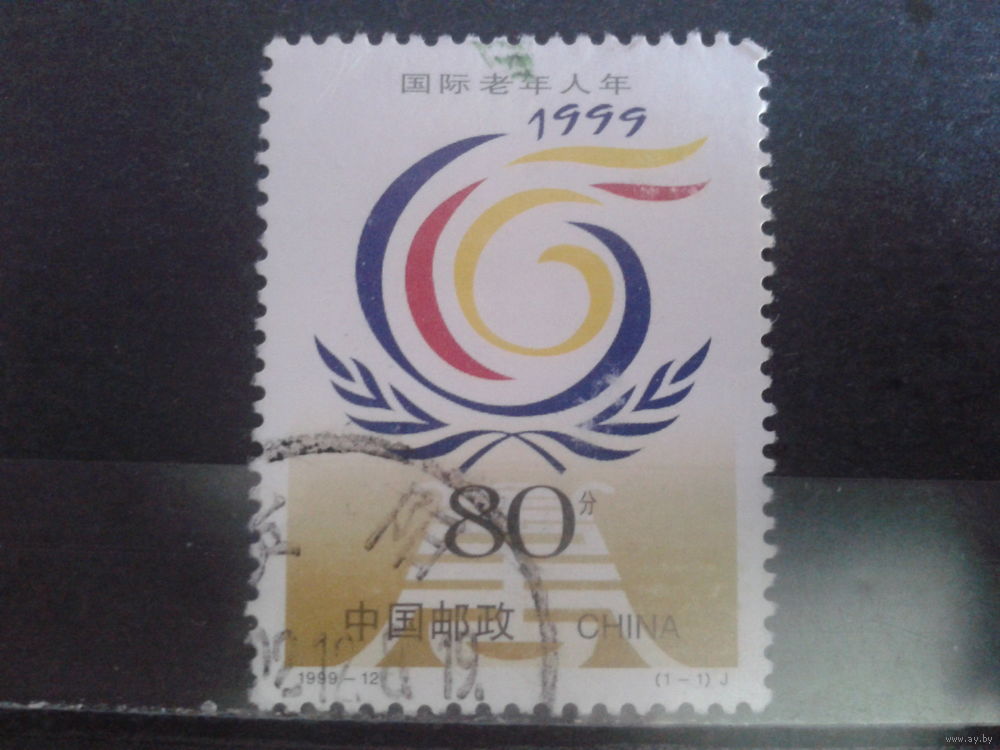 国际老年人年
1999
80分
中国邮政 CHINA
1999-12
(1-1) J
www.ay.by